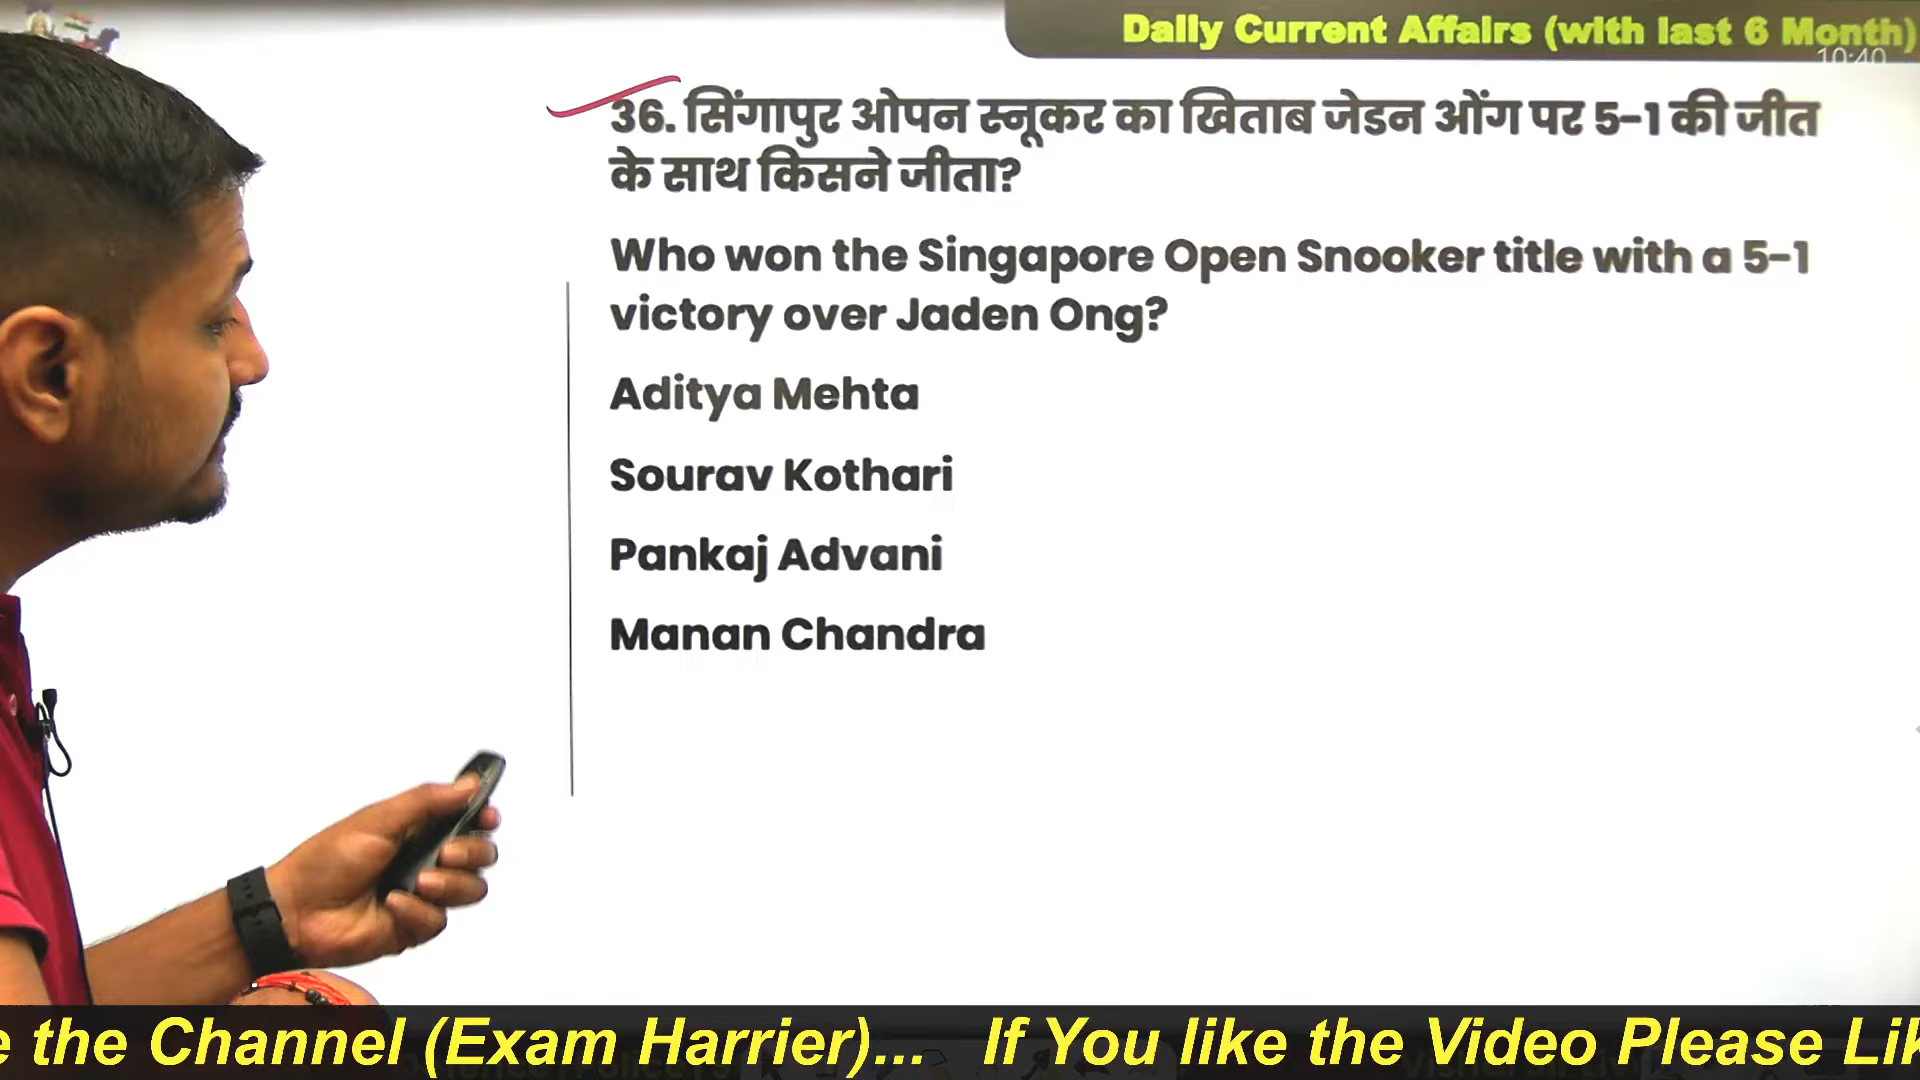 Daily Current Affairs (with last 6 Month)
10:40
36. सिंगापुर ओपन स्नूकर का खिताब जेडन ओंग पर 5-1 की जीत
के साथ किसने जीता?
Who won the Singapore Open Snooker title with a 5-1
victory over Jaden Ong?
Aditya Mehta
Sourav Kothari
Pankaj Advani
Manan Chandra
e the Channel (Exam Harrier)... If You like the Video Please Lik